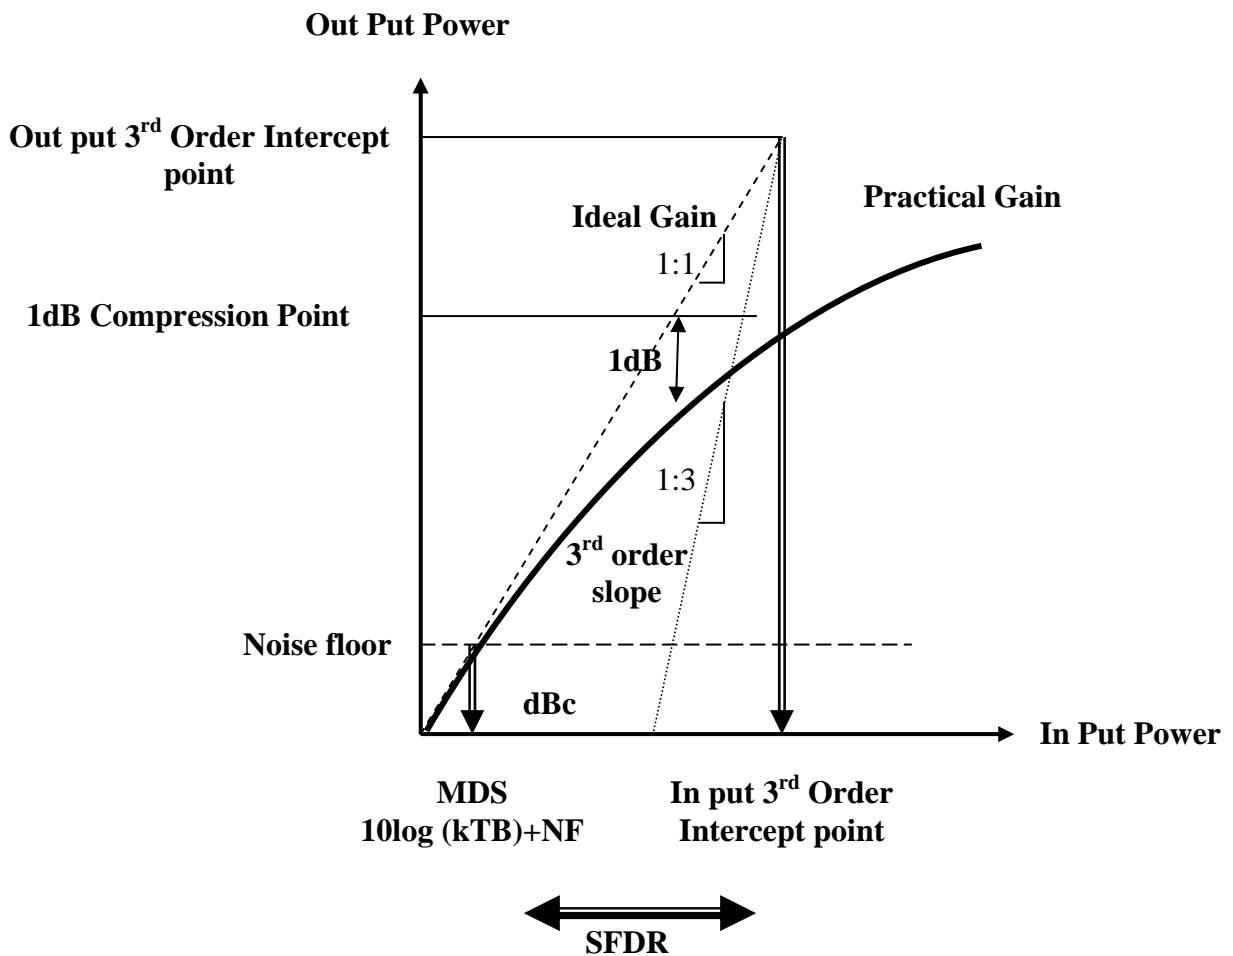 Out Put Power
Out put 3rd Order Intercept
point
Ideal Gain
Practical Gain
1:1
1dB Compression Point
1dB
1:3
3rd order
slope
Noise floor
dBc
In Put Power
MDS
10log (kTB)+NF
In put 3rd Order
Intercept point
SFDR